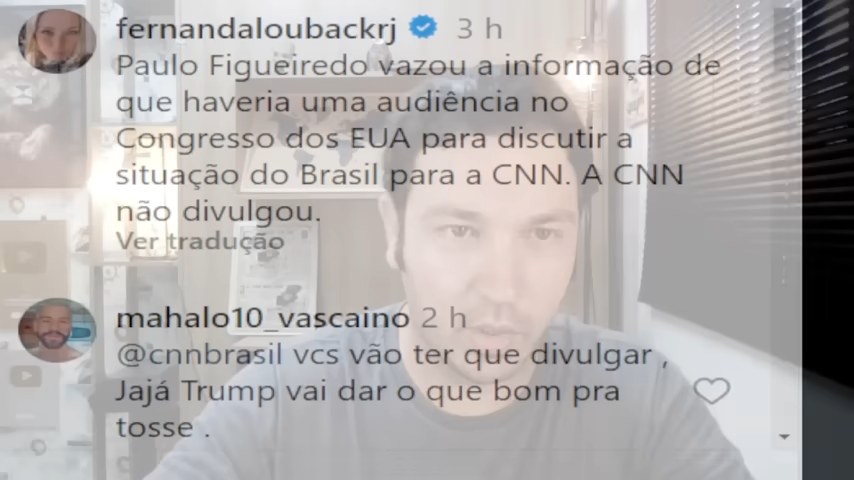 fernandaloubackrj 3 h
Paulo Figueiredo vazou a informação de
que haveria uma audiência no
Congresso dos EUA para discutir a
situação do Brasil para a CNN. A CNN
não divulgou.
Ver tradução
mahalo10_vascaino 2 h
@cnnbrasil vcs vão ter que divulgar ,
Jajá Trump vai dar o que bom pra
tosse .